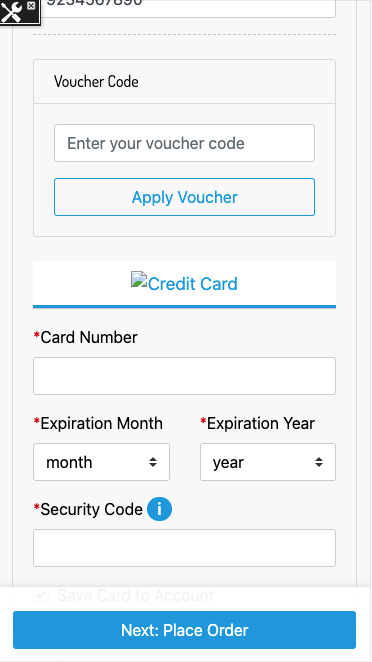 9234567890
Voucher Code
Enter your voucher code
Apply Voucher
Credit Card
*Card Number
*Expiration Month *Expiration Year
month year
*Security Code i
Save Card to Account
Next: Place Order